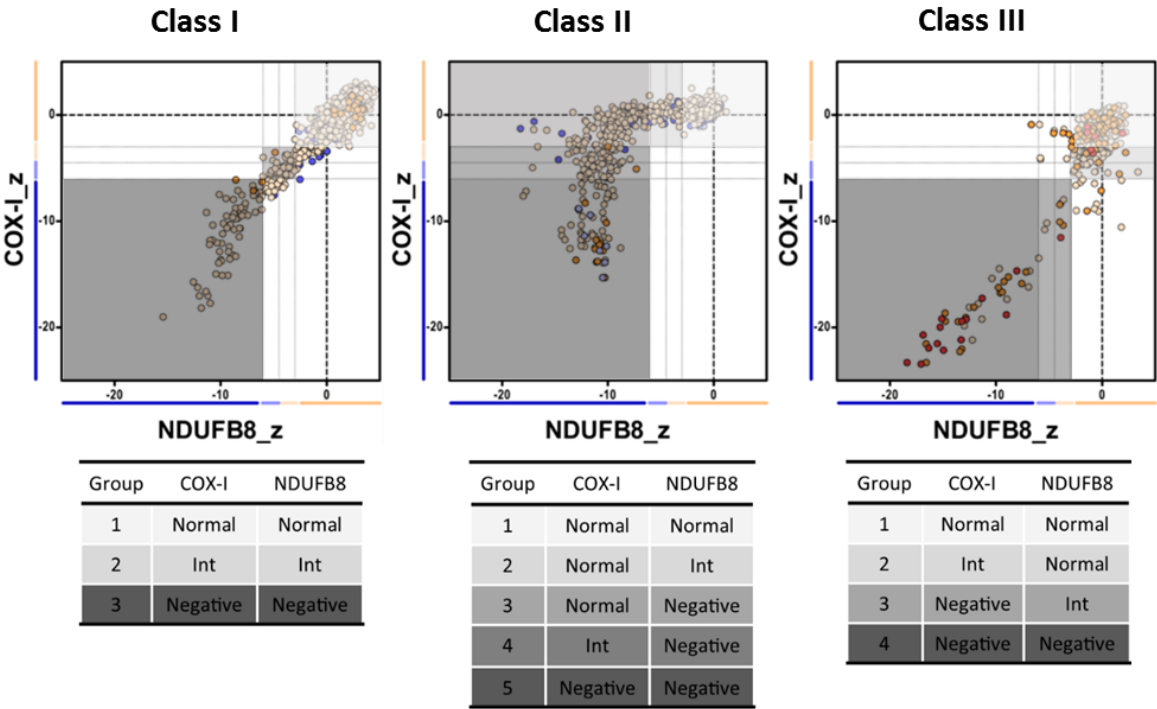 Class I
Class II
Class III
COX-I_z
0
-10
-20
-20
-10
0
NDUFB8_z
COX-I_z
0
-10
-20
-20
-10
0
NDUFB8_z
COX-I_z
0
-10
-20
-20
-10
0
NDUFB8_z
Group COX-I NDUFB8
1 Normal Normal
2 Int Int
3 Negative Negative
Group COX-I NDUFB8
1 Normal Normal
2 Normal Int
3 Normal Negative
4 Int Negative
5 Negative Negative
Group COX-I NDUFB8
1 Normal Normal
2 Int Normal
3 Negative Int
4 Negative Negative